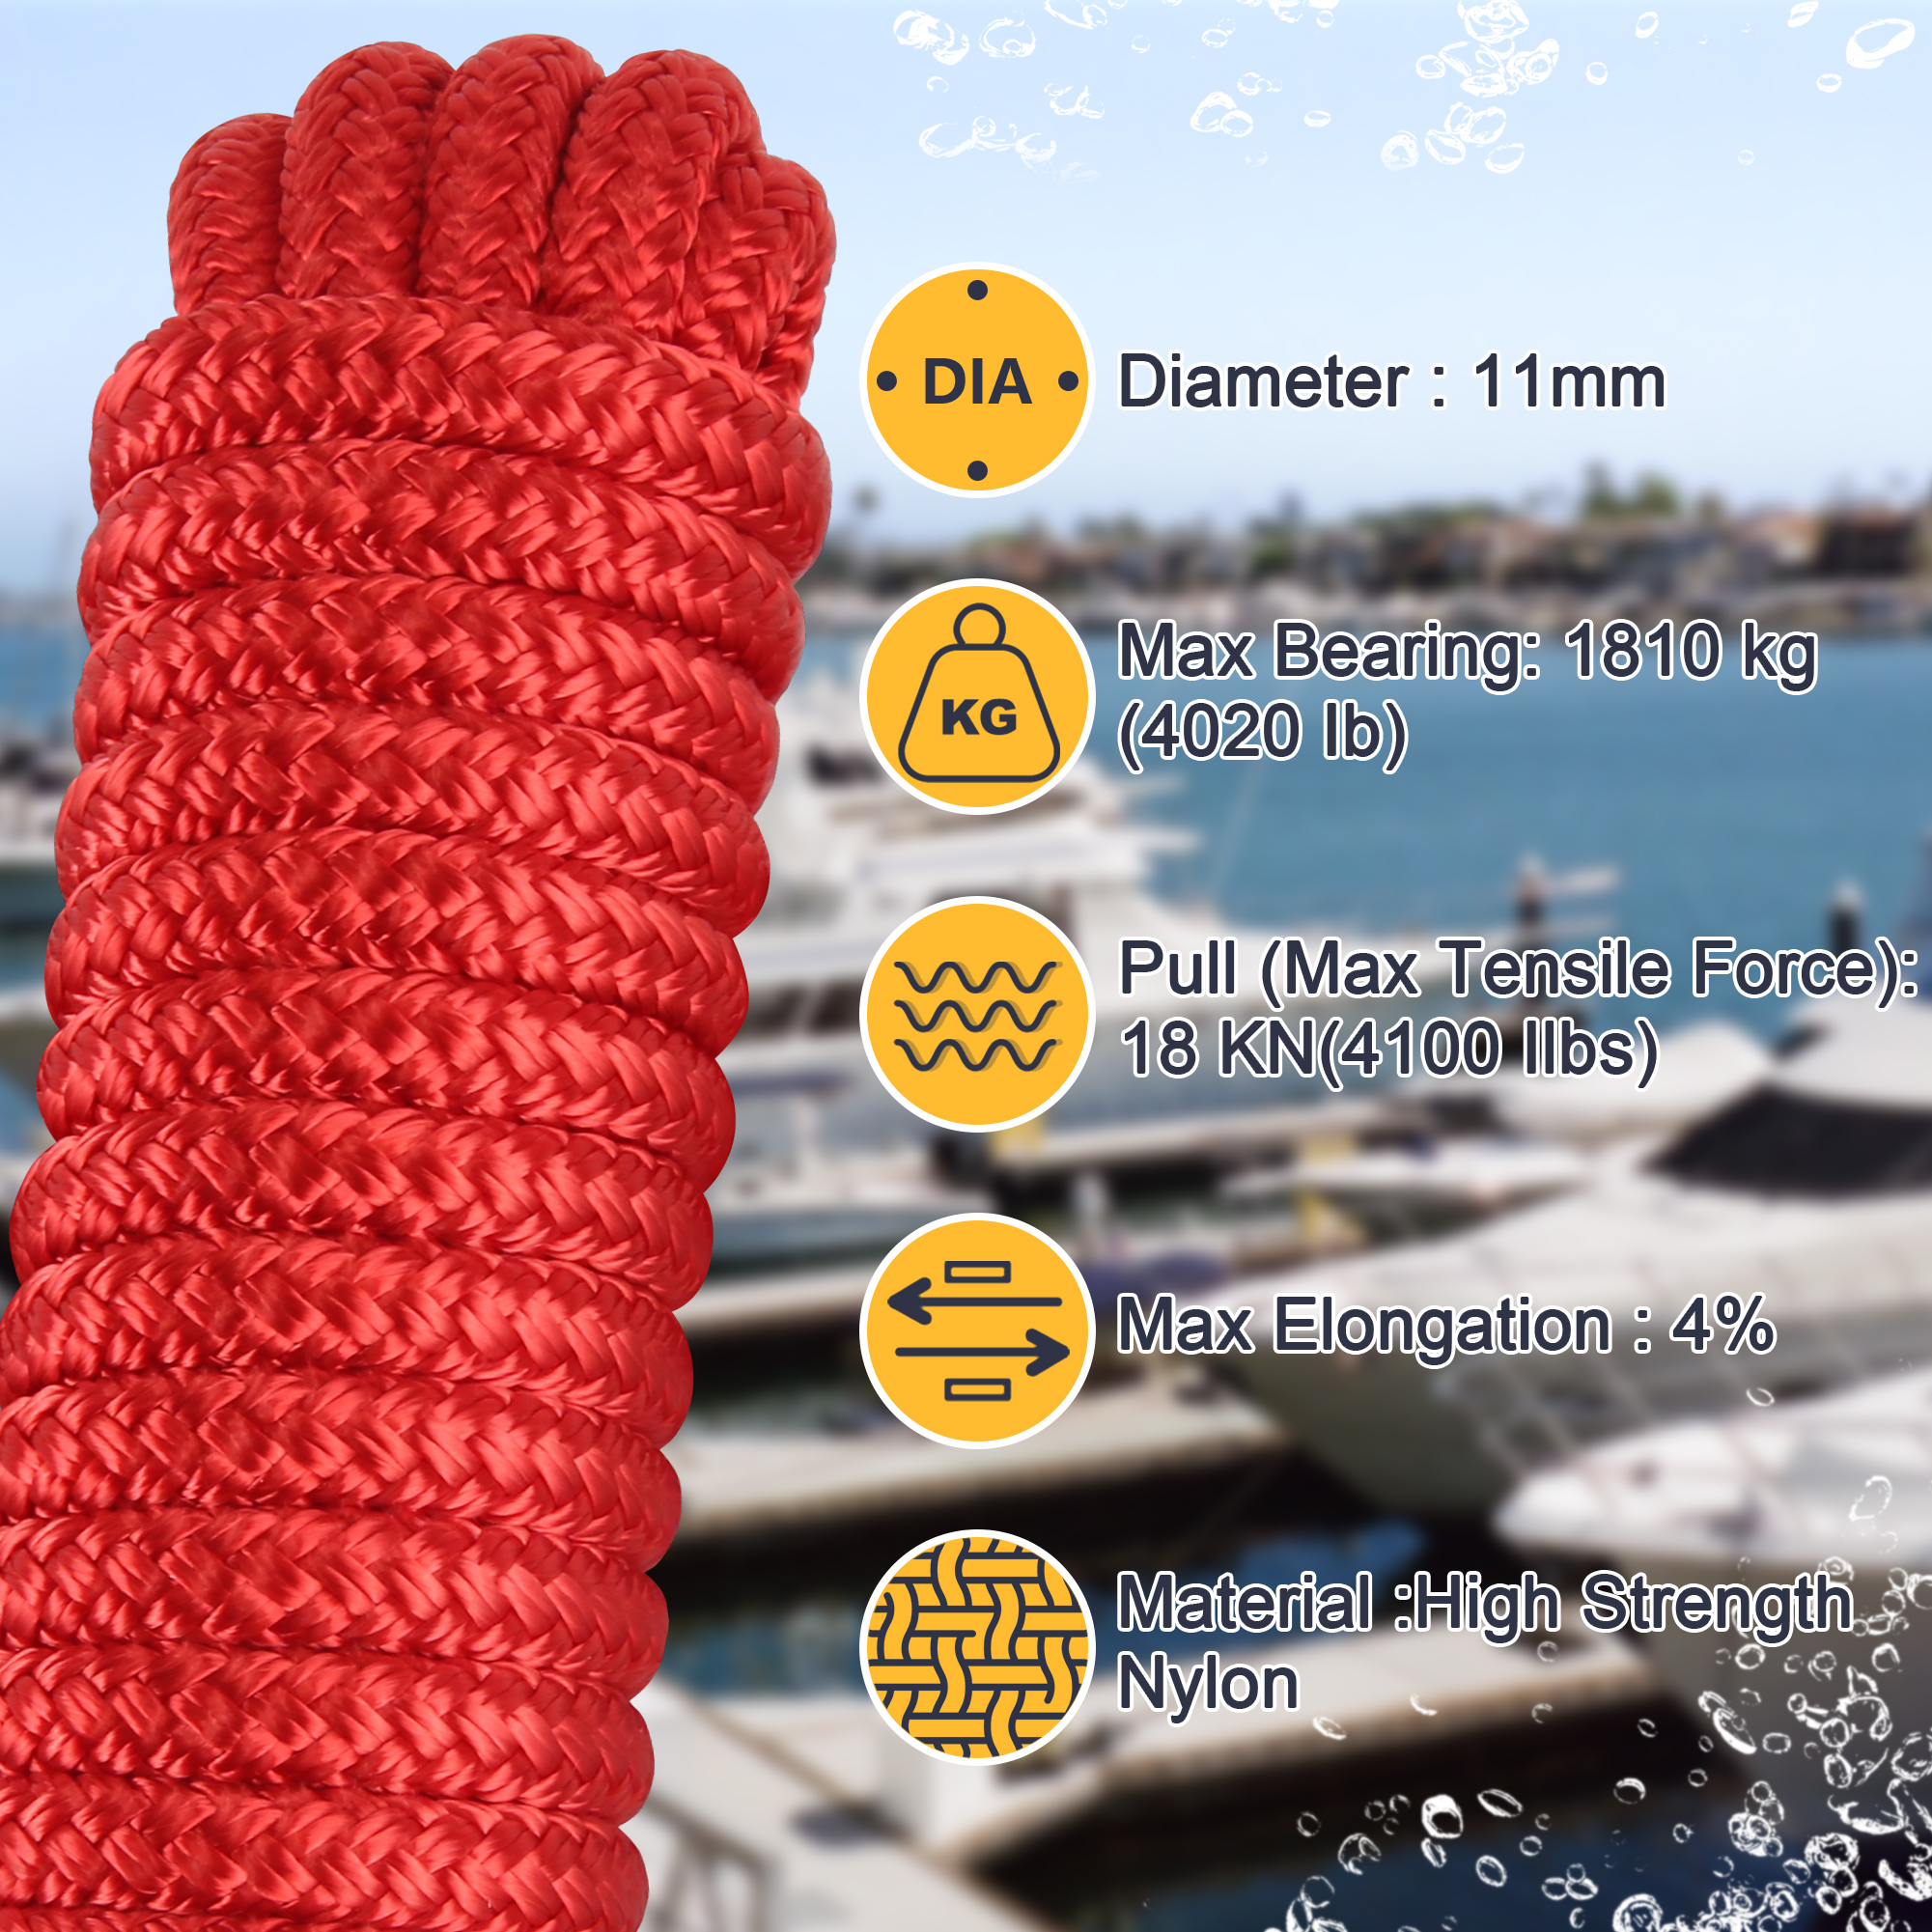 DIA
Diameter : 11mm
KG
Max Bearing: 1810 kg
(4020 lb)
Pull (Max Tensile Force):
18 KN(4100 llbs)
Max Elongation : 4%
Material :High Strength
Nylon